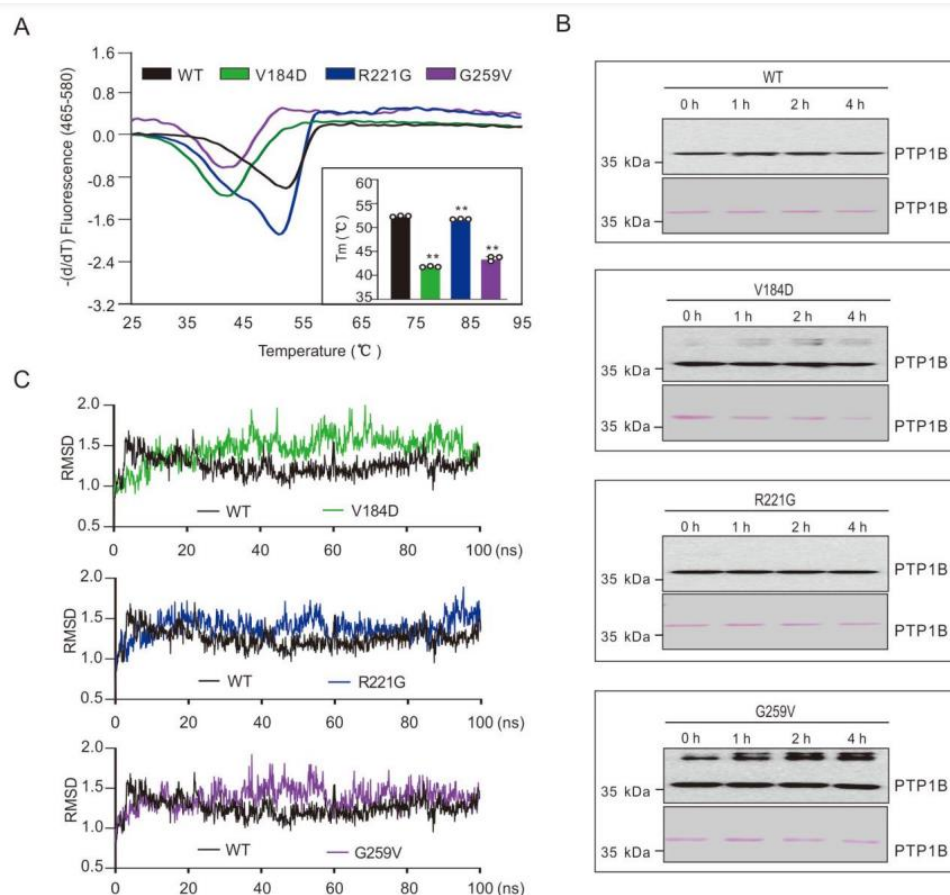 A
-(d/dT) Fluorescence (465-580)
1.6
0.8
0.0
-0.8
-1.6
-2.4
-3.2
WT V184D R221G G259V
25 35 45 55 65 75 85 95
Temperature (℃)
Tm (℃)
60
55
50
45
40
35
**
**
**
B
WT
0 h 1 h 2 h 4 h
35 kDa PTP1B
35 kDa PTP1B
V184D
0 h 1 h 2 h 4 h
35 kDa PTP1B
35 kDa PTP1B
R221G
0 h 1 h 2 h 4 h
35 kDa PTP1B
35 kDa PTP1B
G259V
0 h 1 h 2 h 4 h
35 kDa PTP1B
35 kDa PTP1B
C
RMSD
2.0
1.5
1.0
0.5
WT V184D
0 20 40 60 80 100 (ns)
RMSD
2.0
1.5
1.0
0.5
WT R221G
0 20 40 60 80 100 (ns)
RMSD
2.0
1.5
1.0
0.5
WT G259V
0 20 40 60 80 100 (ns)